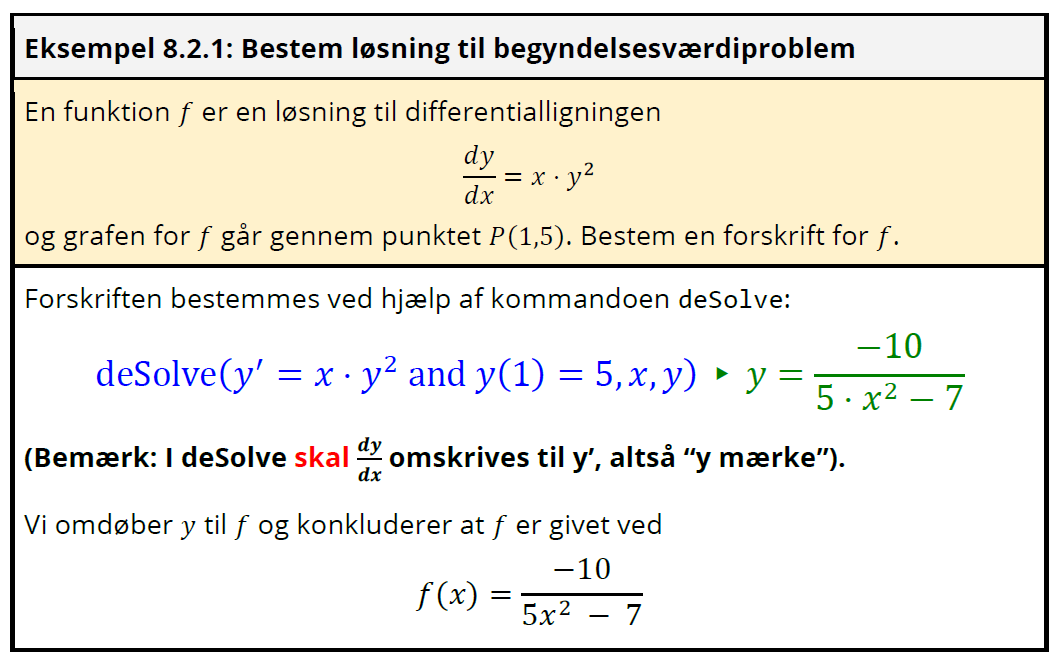 Eksempel 8.2.1: Bestem løsning til begyndelsesværdiproblem
En funktion f er en løsning til differentialligningen
dy/dx = x · y²
og grafen for f går gennem punktet P(1,5). Bestem en forskrift for f.
Forskriften bestemmes ved hjælp af kommandoen deSolve:
deSolve(y′ = x · y² and y(1) = 5, x, y) ▸ y = −10/(5 · x² − 7)
(Bemærk: I deSolve skal dy/dx omskrives til y’, altså “y mærke”).
Vi omdøber y til f og konkluderer at f er givet ved
f(x) = −10/(5x² − 7)